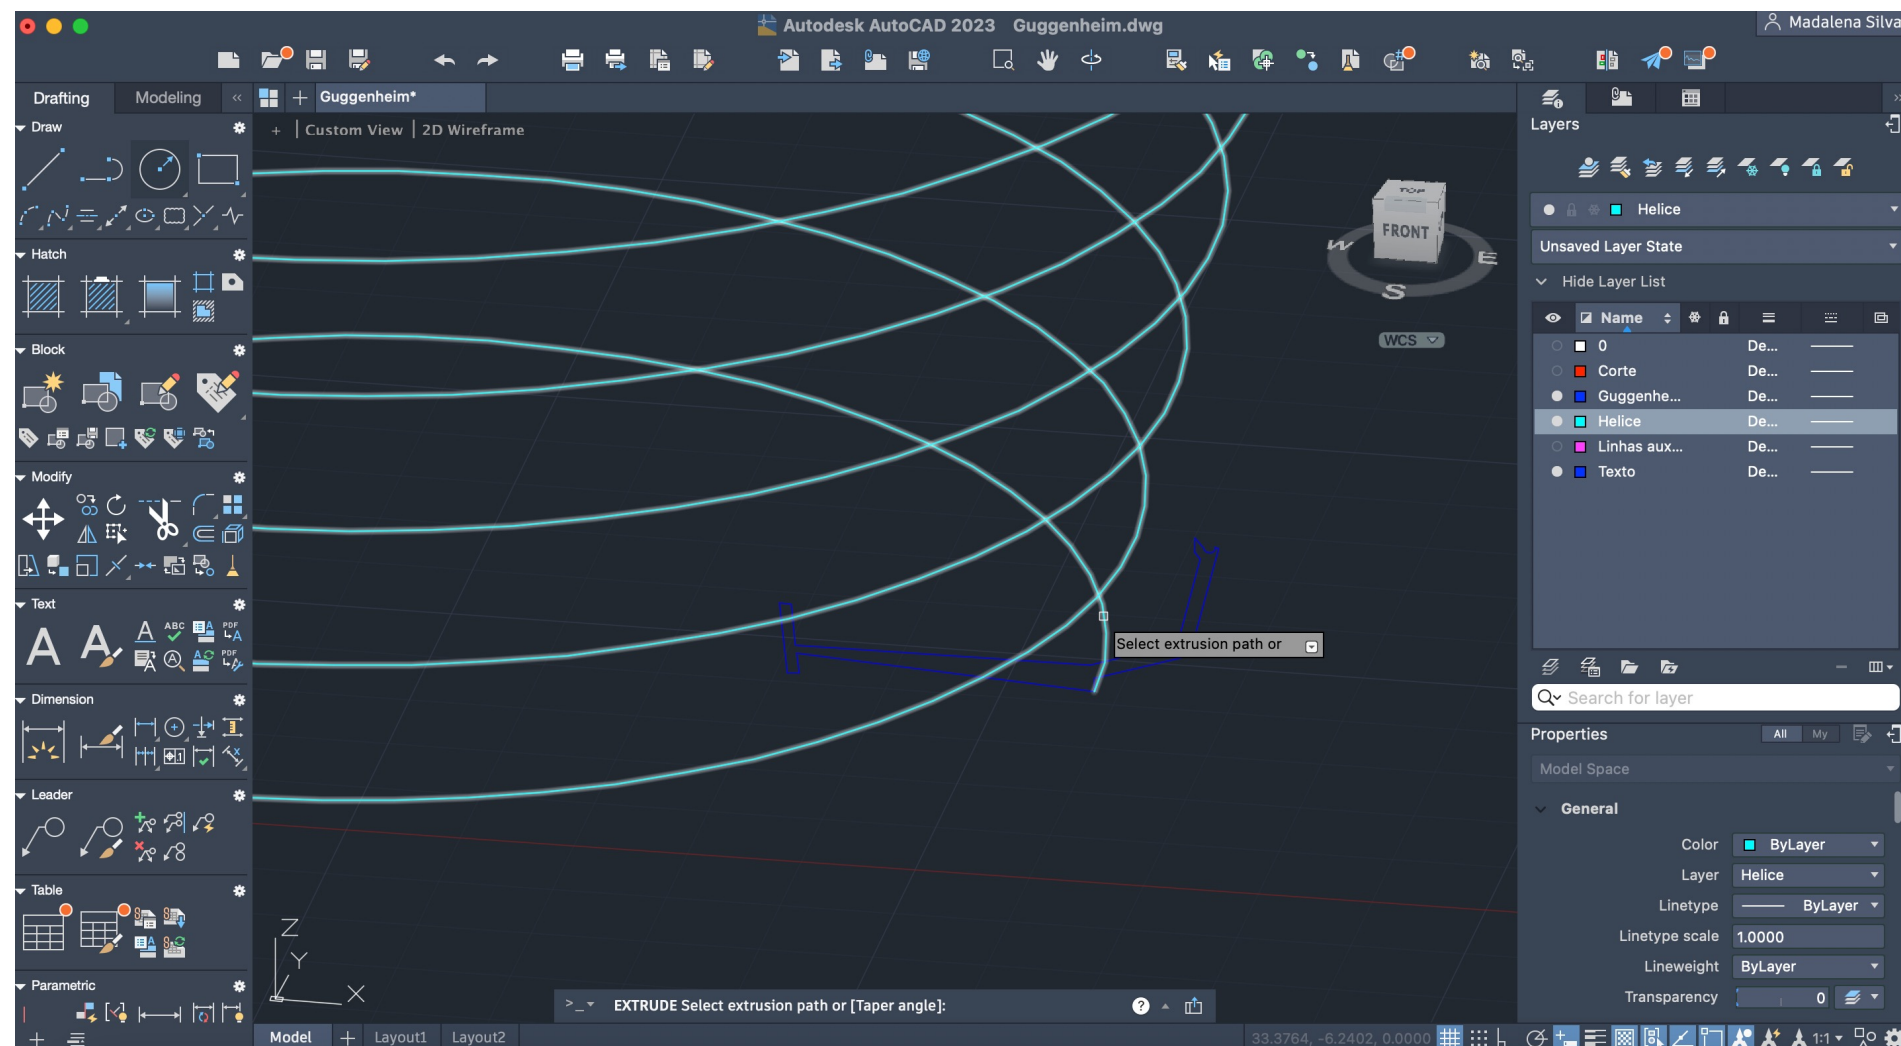 Autodesk AutoCAD 2023 Guggenheim.dwg
Madalena Silva
Drafting Modeling
Guggenheim*
Custom View 2D Wireframe
Draw
Hatch
Block
Modify
Text
A A A ABC PDF A
A PDF
Dimension
Leader
Table
Parametric
TOP
FRONT
W S E
WCS
Select extrusion path or
Z
Y
X
>_ EXTRUDE Select extrusion path or [Taper angle]:
Model Layout1 Layout2
33.3764, -6.2402, 0.0000
1:1
Layers
Helice
Unsaved Layer State
Hide Layer List
Name
0 De...
Corte De...
Guggenhe... De...
Helice De...
Linhas aux... De...
Texto De...
Search for layer
Properties All My
Model Space
General
Color ByLayer
Layer Helice
Linetype ByLayer
Linetype scale 1.0000
Lineweight ByLayer
Transparency 0